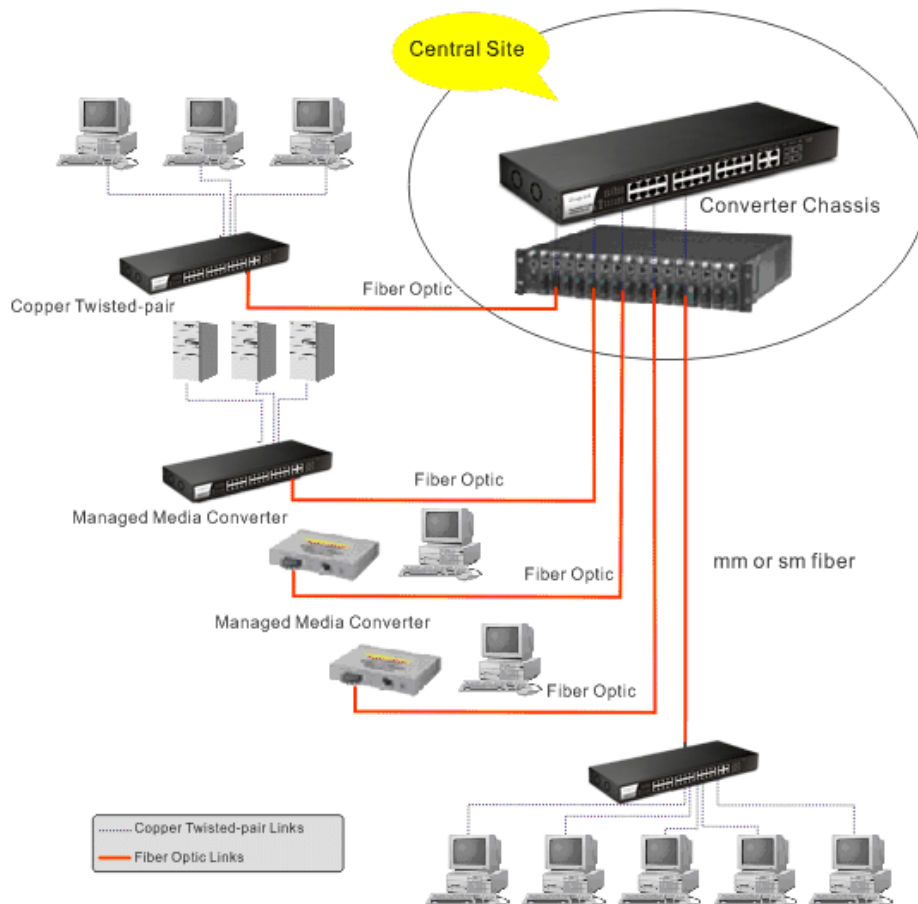 Central Site
Converter Chassis
Fiber Optic
Copper Twisted-pair
Fiber Optic
Managed Media Converter
Fiber Optic
mm or sm fiber
Managed Media Converter
Fiber Optic
Copper Twisted-pair Links
Fiber Optic Links